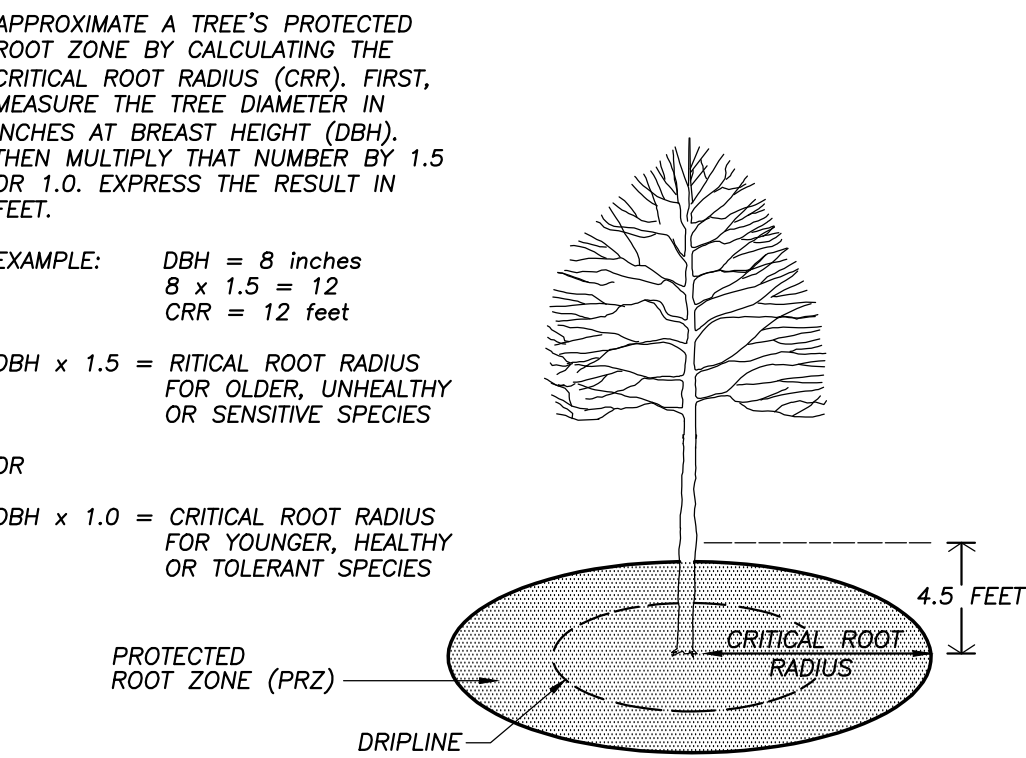 APPROXIMATE A TREE'S PROTECTED
ROOT ZONE BY CALCULATING THE
CRITICAL ROOT RADIUS (CRR). FIRST,
MEASURE THE TREE DIAMETER IN
INCHES AT BREAST HEIGHT (DBH).
THEN MULTIPLY THAT NUMBER BY 1.5
OR 1.0. EXPRESS THE RESULT IN
FEET.
EXAMPLE: DBH = 8 inches
8 x 1.5 = 12
CRR = 12 feet
DBH x 1.5 = RITICAL ROOT RADIUS
FOR OLDER, UNHEALTHY
OR SENSITIVE SPECIES
OR
DBH x 1.0 = CRITICAL ROOT RADIUS
FOR YOUNGER, HEALTHY
OR TOLERANT SPECIES
4.5 FEET
CRITICAL ROOT
RADIUS
PROTECTED
ROOT ZONE (PRZ)
DRIPLINE